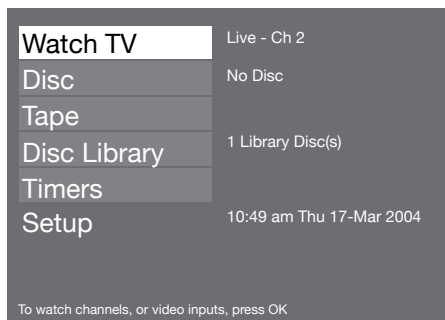 Watch TV Live - Ch 2
Disc No Disc
Tape
Disc Library 1 Library Disc(s)
Timers
Setup 10:49 am Thu 17-Mar 2004
To watch channels, or video inputs, press OK